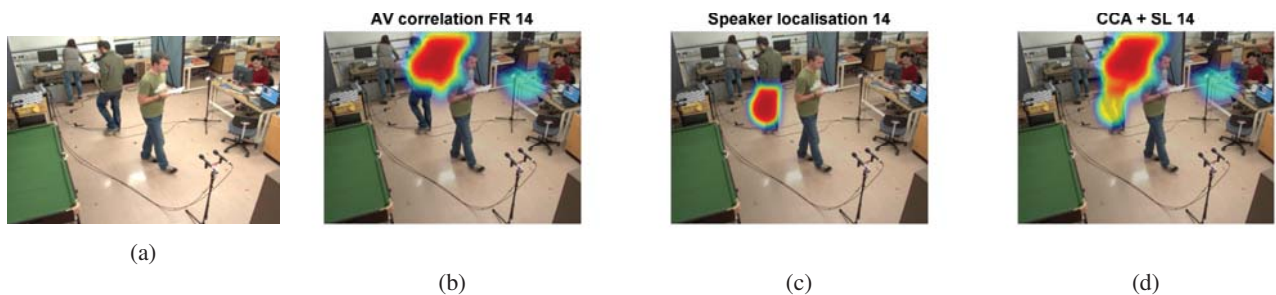 AV correlation FR 14
Speaker localisation 14
CCA + SL 14
(a)
(b)
(c)
(d)